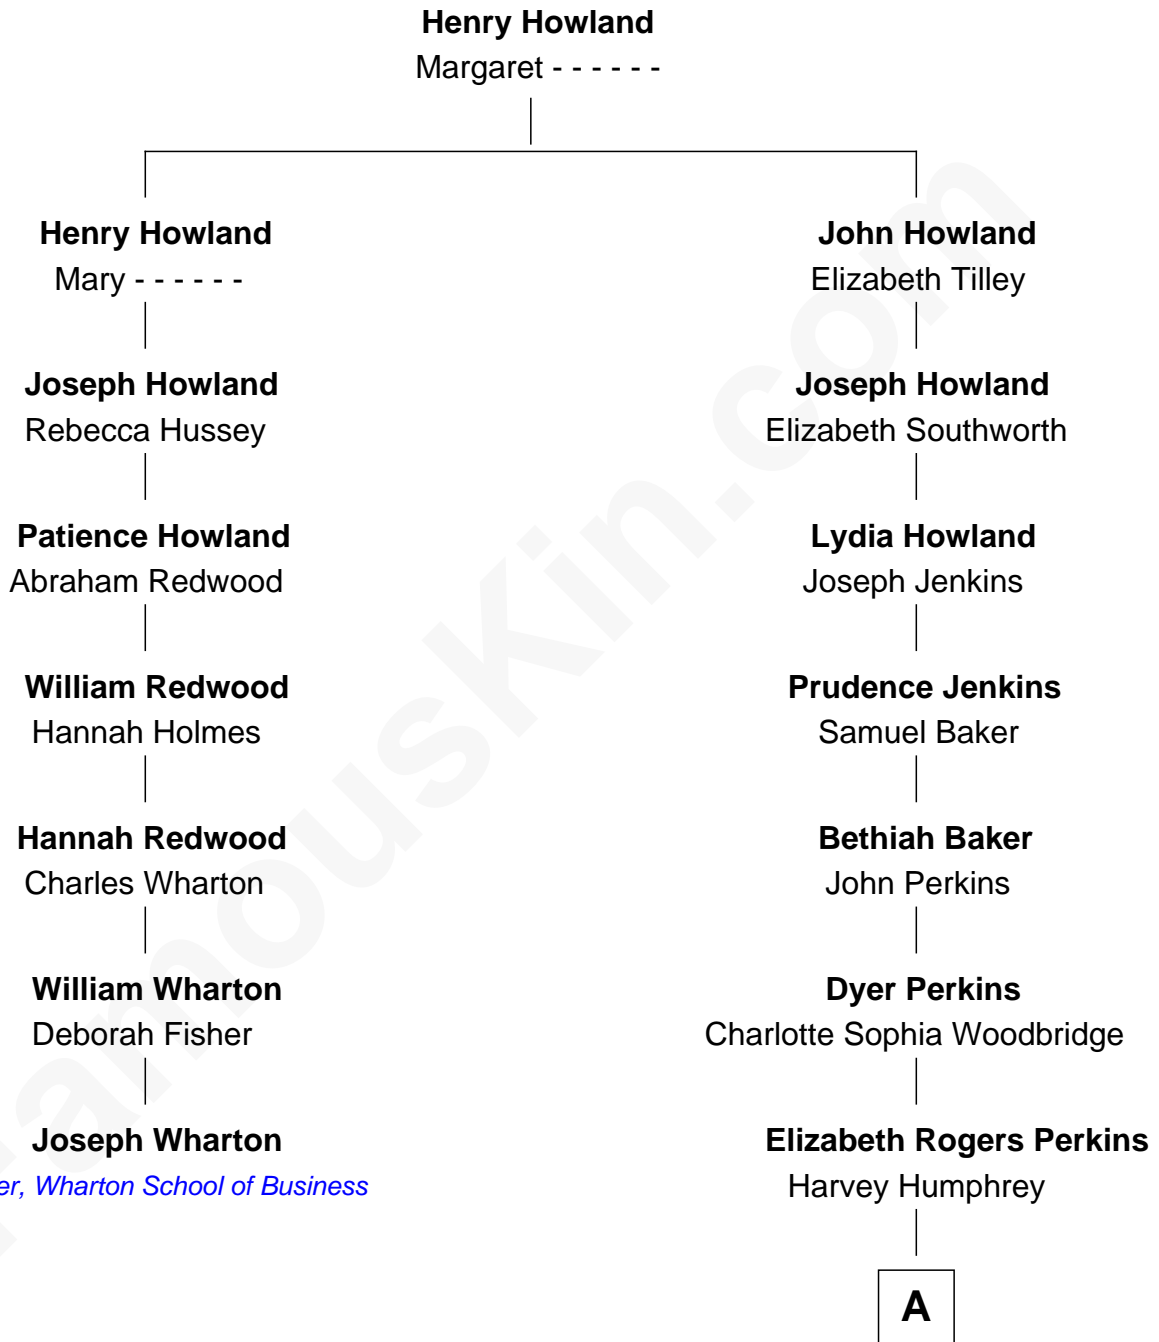 Henry Howland
Margaret - - - - - -
Henry Howland
Mary - - - - - -
John Howland
Elizabeth Tilley
Joseph Howland
Rebecca Hussey
Joseph Howland
Elizabeth Southworth
Patience Howland
Abraham Redwood
Lydia Howland
Joseph Jenkins
William Redwood
Hannah Holmes
Prudence Jenkins
Samuel Baker
Hannah Redwood
Charles Wharton
Bethiah Baker
John Perkins
William Wharton
Deborah Fisher
Dyer Perkins
Charlotte Sophia Woodbridge
Joseph Wharton
er, Wharton School of Business
Elizabeth Rogers Perkins
Harvey Humphrey
A
FamousKin.com